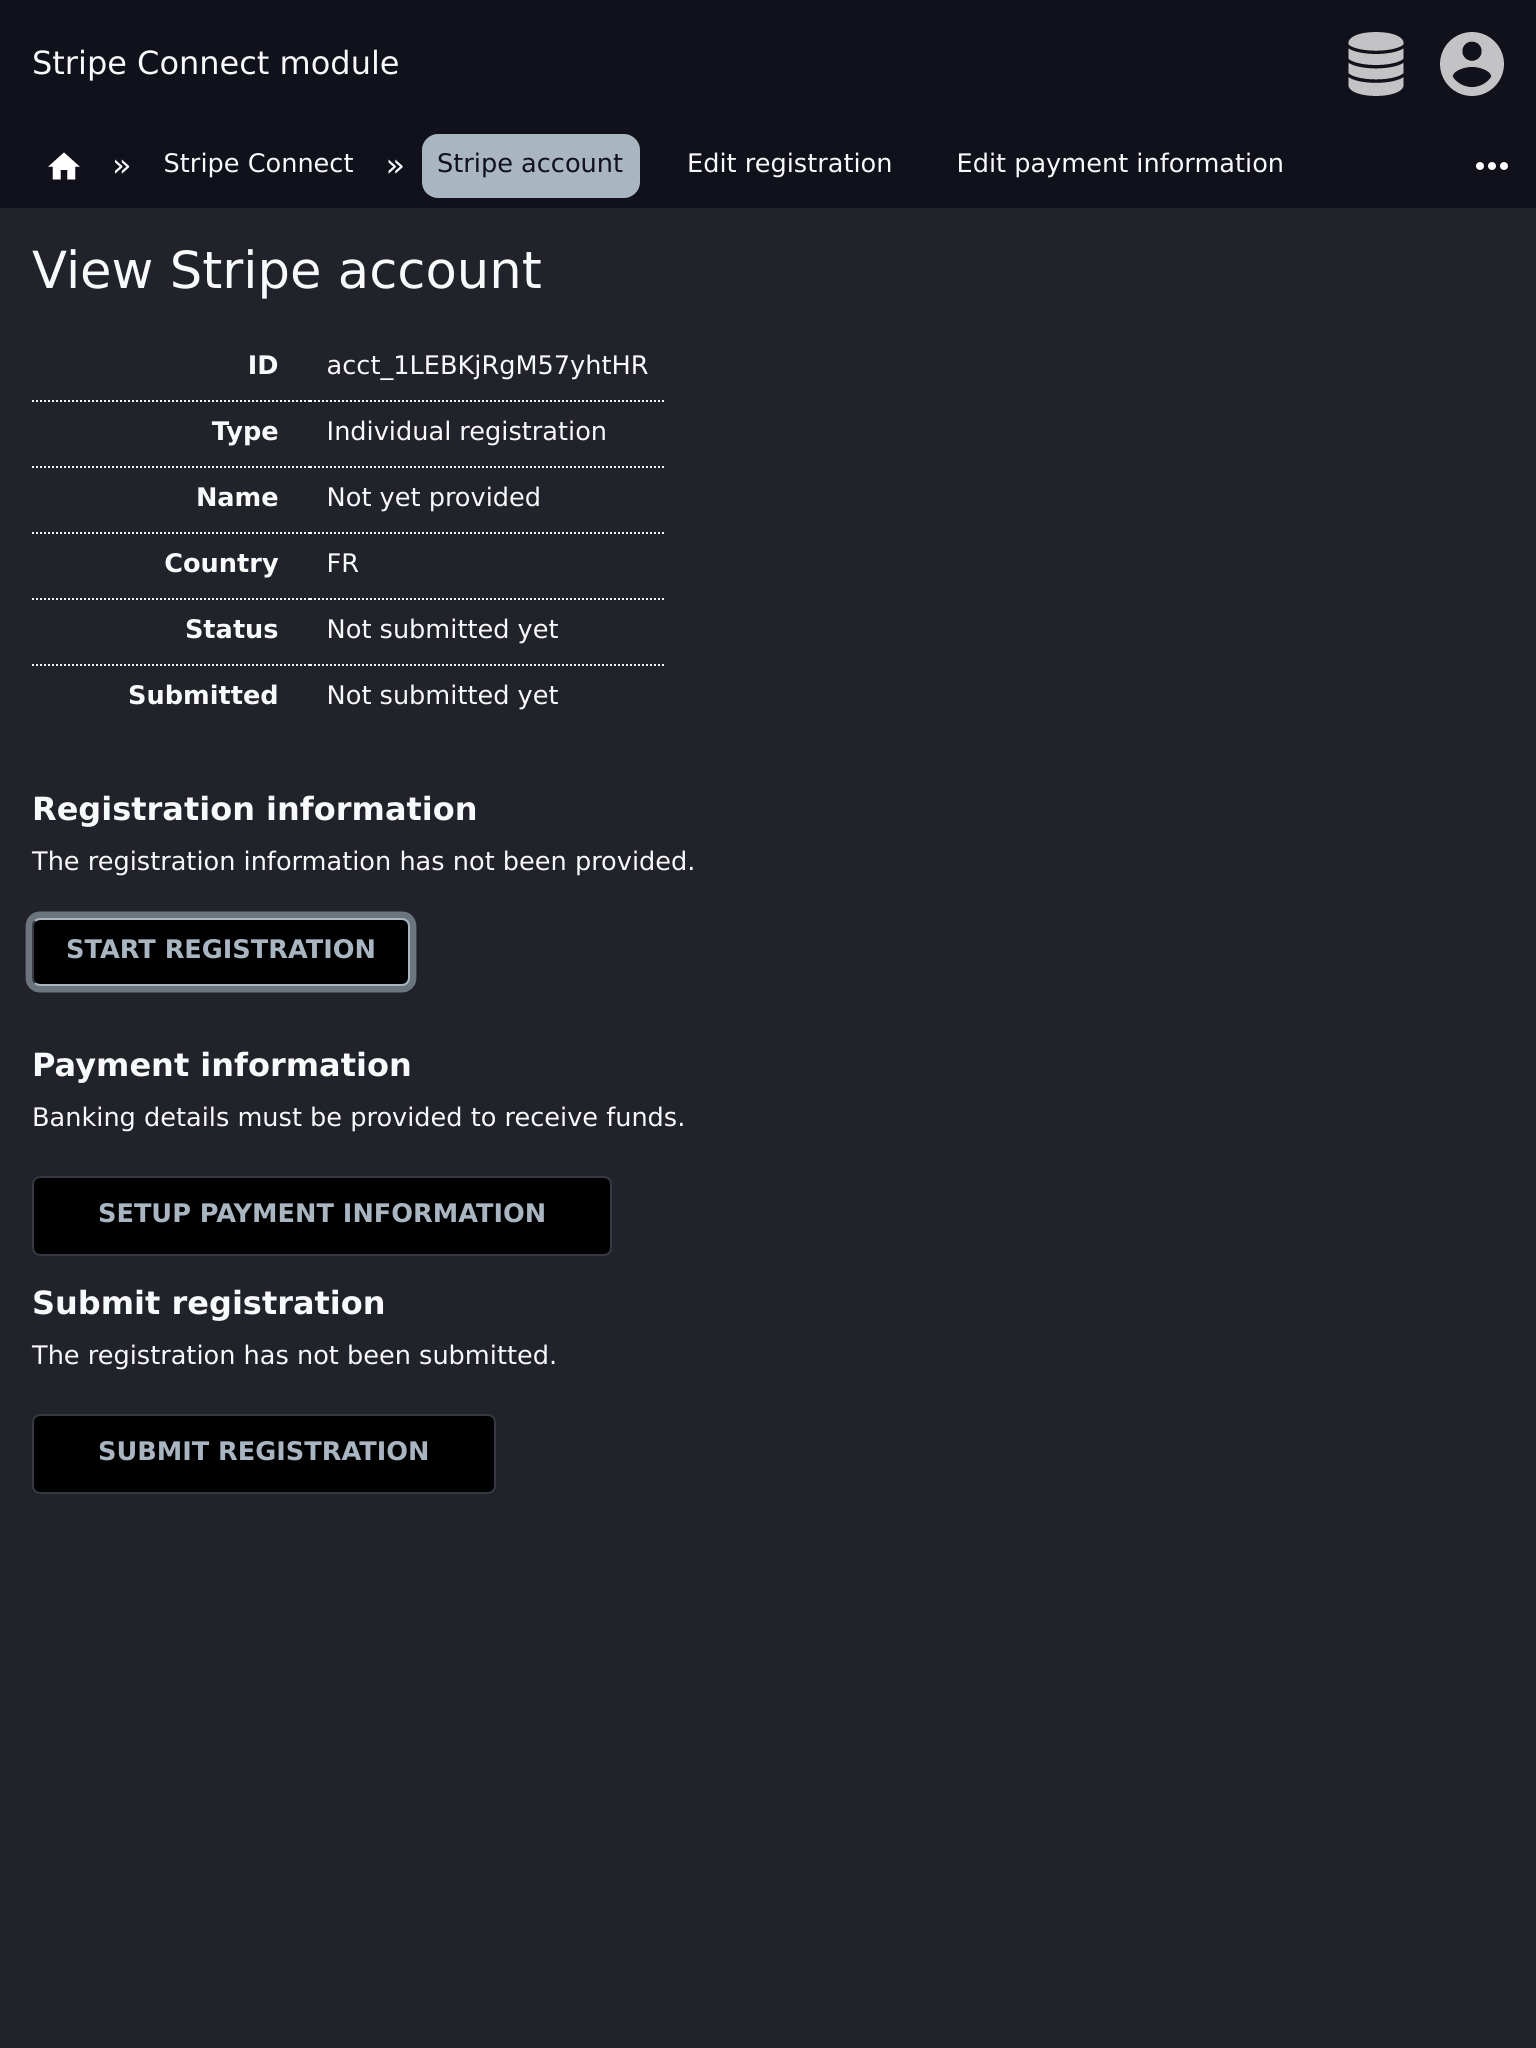 Stripe Connect module
» Stripe Connect » Stripe account Edit registration Edit payment information •••
View Stripe account
ID acct_1LEBKjRgM57yhtHR
Type Individual registration
Name Not yet provided
Country FR
Status Not submitted yet
Submitted Not submitted yet
Registration information
The registration information has not been provided.
START REGISTRATION
Payment information
Banking details must be provided to receive funds.
SETUP PAYMENT INFORMATION
Submit registration
The registration has not been submitted.
SUBMIT REGISTRATION